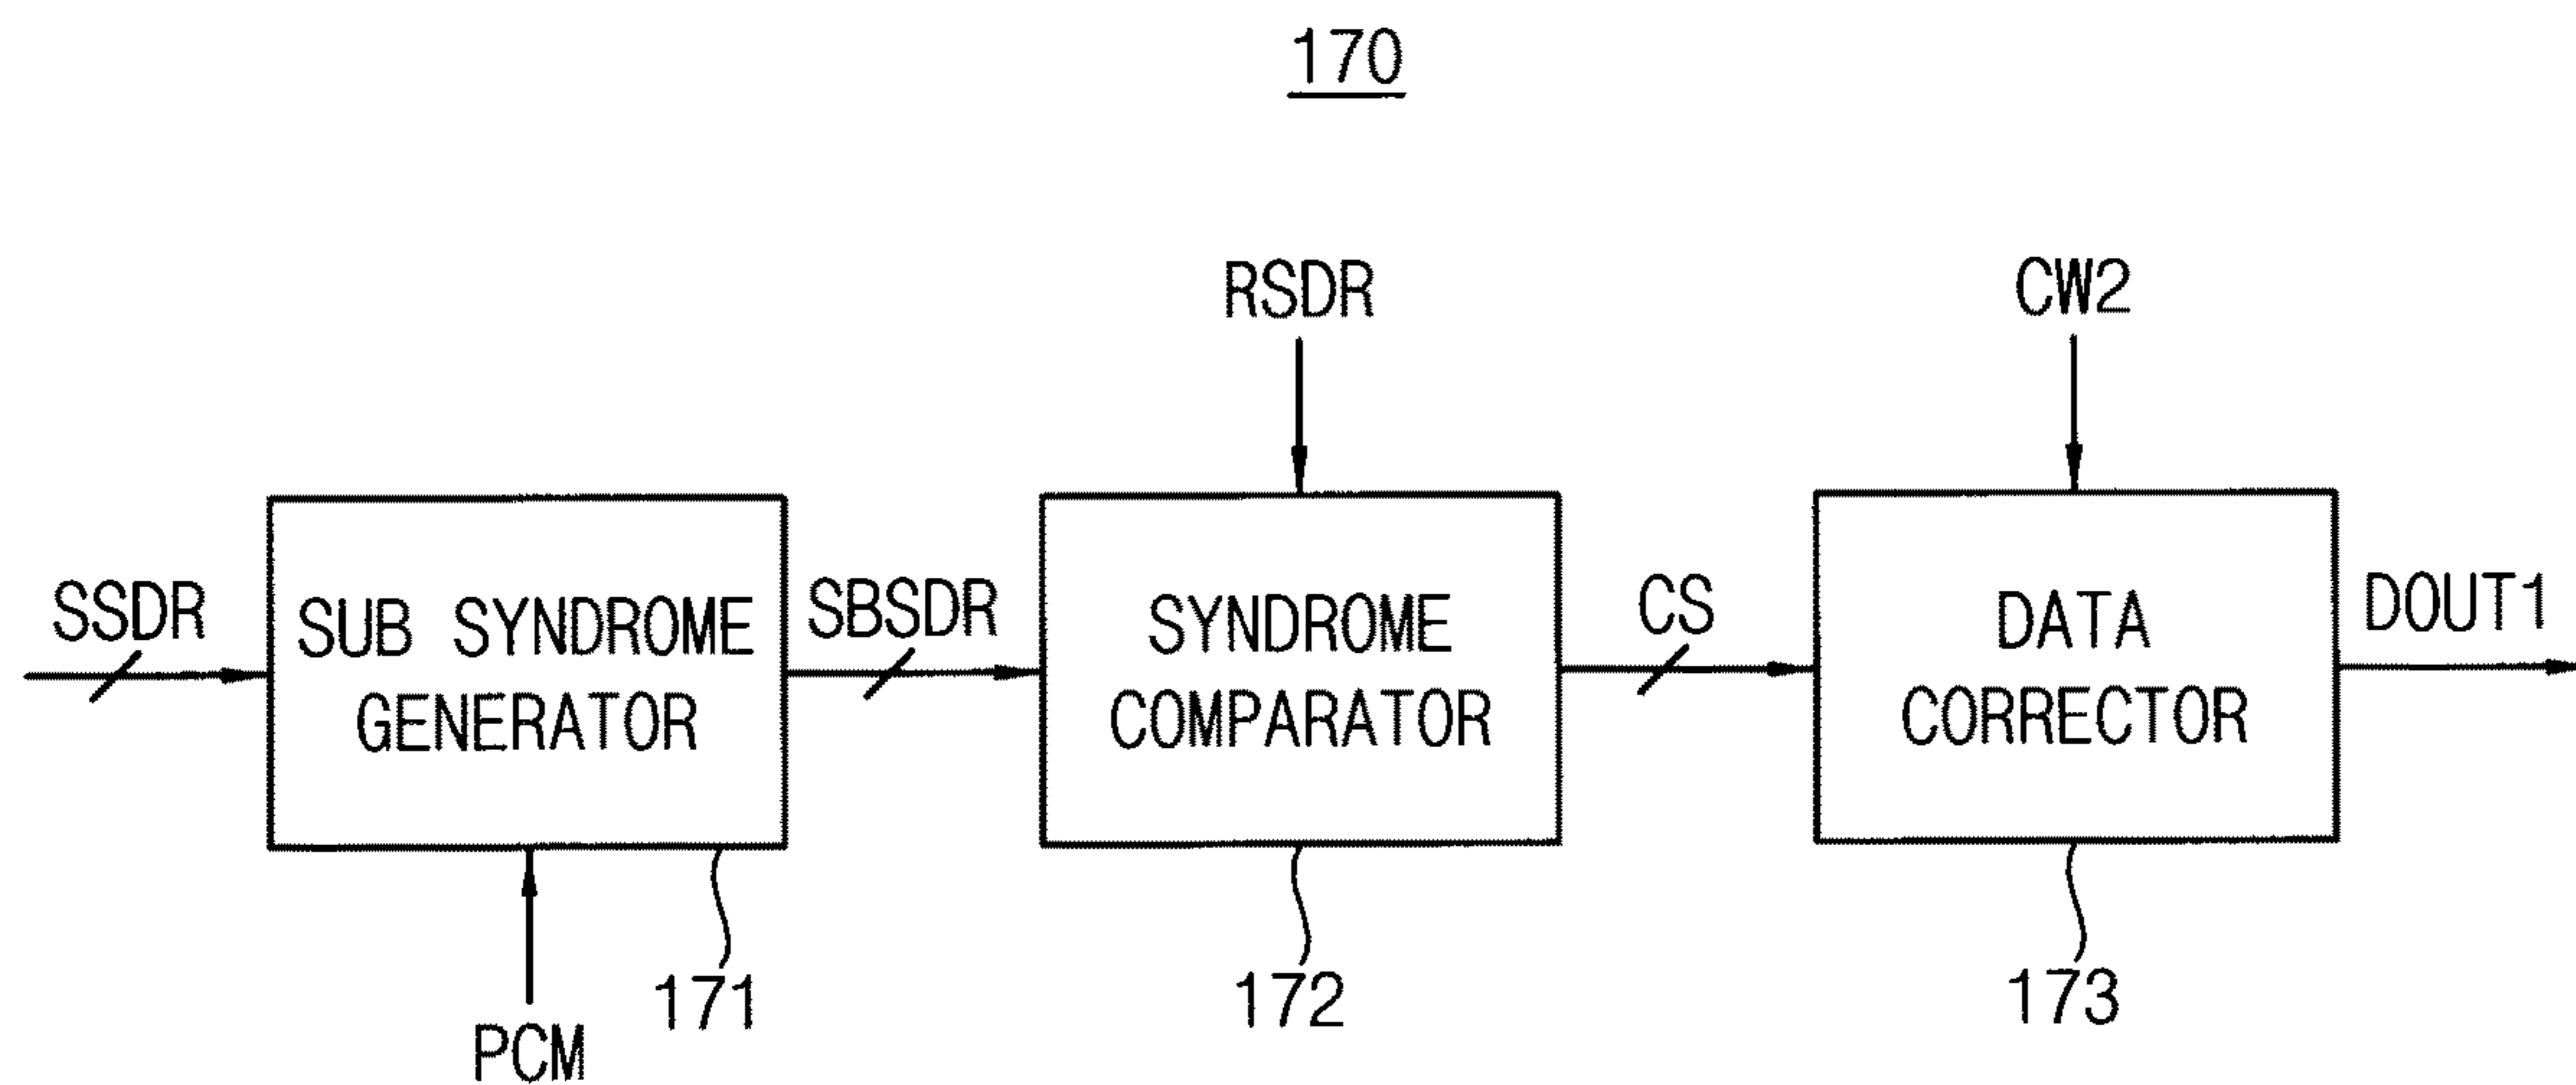 170
RSDR
CW2
SSDR
SUB SYNDROME
GENERATOR
SBSDR
SYNDROME
COMPARATOR
CS
DATA
CORRECTOR
DOUT1
PCM
171
172
173